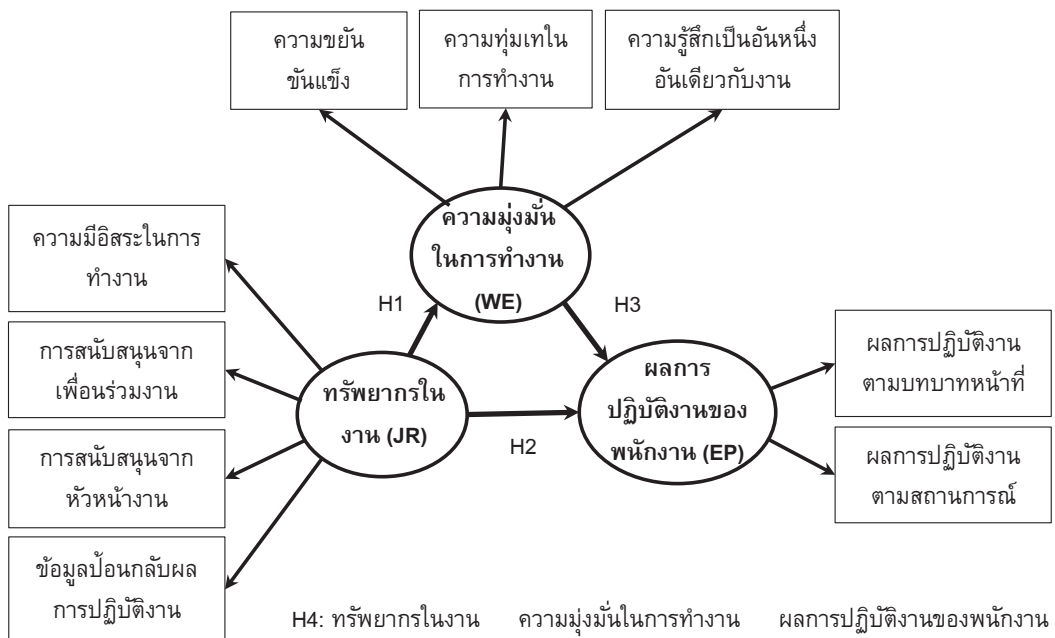 ความขยัน
ขันแข็ง
ความทุ่มเทใน
การทำงาน
ความรู้สึกเป็นอันหนึ่ง
อันเดียวกับงาน
ความมุ่งมั่น
ในการทำงาน
(WE)
ความมีอิสระในการ
ทำงาน
H1
H3
การสนับสนุนจาก
เพื่อนร่วมงาน
ทรัพยากรใน
งาน (JR)
H2
ผลการ
ปฏิบัติงานของ
พนักงาน (EP)
ผลการปฏิบัติงาน
ตามบทบาทหน้าที่
การสนับสนุนจาก
หัวหน้างาน
ผลการปฏิบัติงาน
ตามสถานการณ์
ข้อมูลป้อนกลับผล
การปฏิบัติงาน
H4: ทรัพยากรในงาน ความมุ่งมั่นในการทำงาน ผลการปฏิบัติงานของพนักงาน